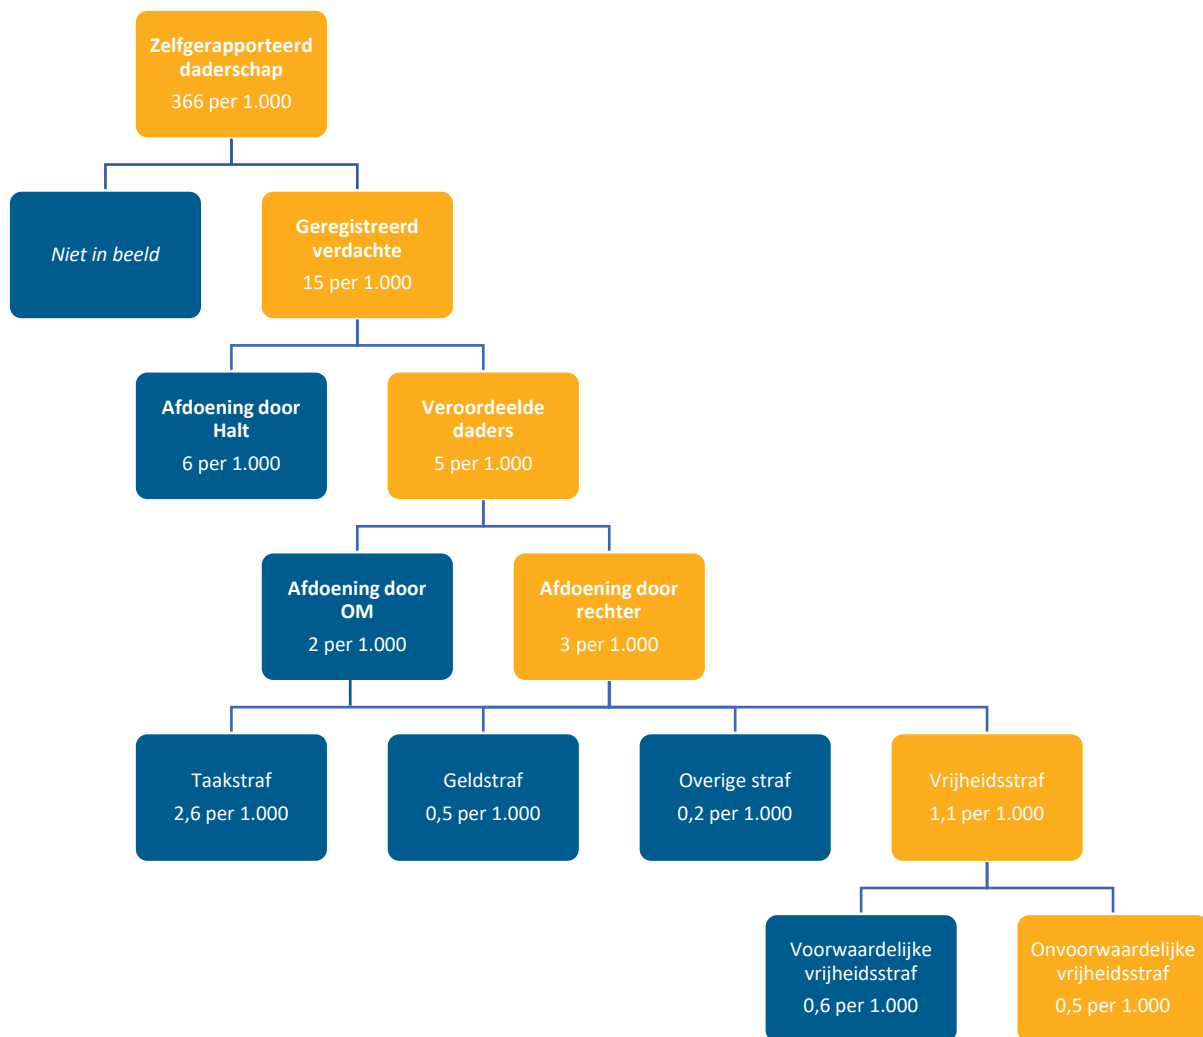 Zelfgerapporteerd
daderschap
366 per 1.000
Niet in beeld
Geregistreerd
verdachte
15 per 1.000
Afdoening door
Halt
6 per 1.000
Veroordeelde
daders
5 per 1.000
Afdoening door
OM
2 per 1.000
Afdoening door
rechter
3 per 1.000
Taakstraf
2,6 per 1.000
Geldstraf
0,5 per 1.000
Overige straf
0,2 per 1.000
Vrijheidsstraf
1,1 per 1.000
Voorwaardelijke
vrijheidsstraf
0,6 per 1.000
Onvoorwaardelijke
vrijheidsstraf
0,5 per 1.000